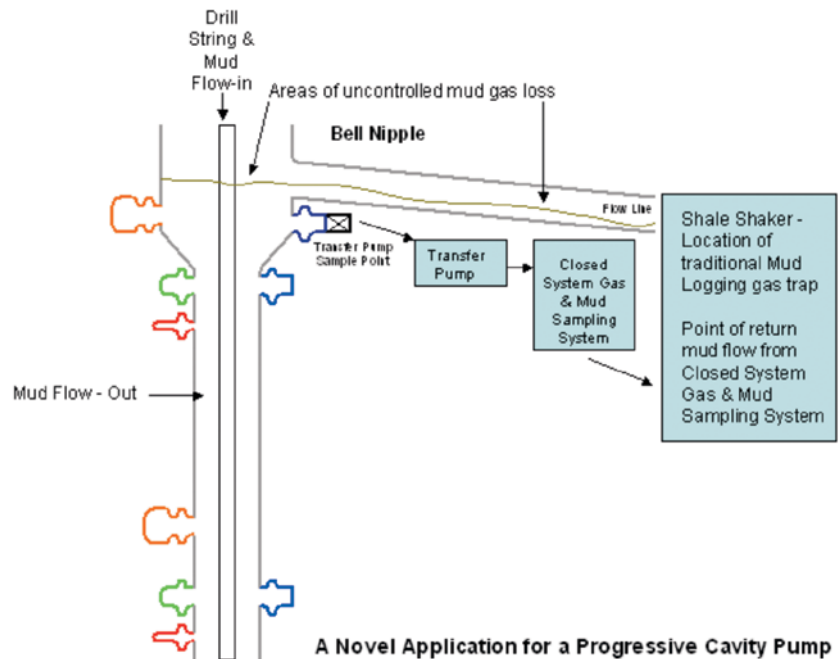 Drill
String &
Mud
Flow-in
Areas of uncontrolled mud gas loss
Bell Nipple
Flow Line
Transfer Pump
Sample Point
Transfer
Pump
Closed
System Gas
& Mud
Sampling
System
Shale Shaker -
Location of
traditional Mud
Logging gas trap
Point of return
mud flow from
Closed System
Gas & Mud
Sampling System
Mud Flow - Out
A Novel Application for a Progressive Cavity Pump